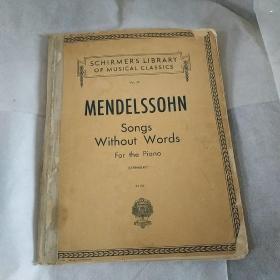 SCHIRMER'S LIBRARY
OF MUSICAL CLASSICS
MENDELSSOHN
Songs
Without Words
For the Piano